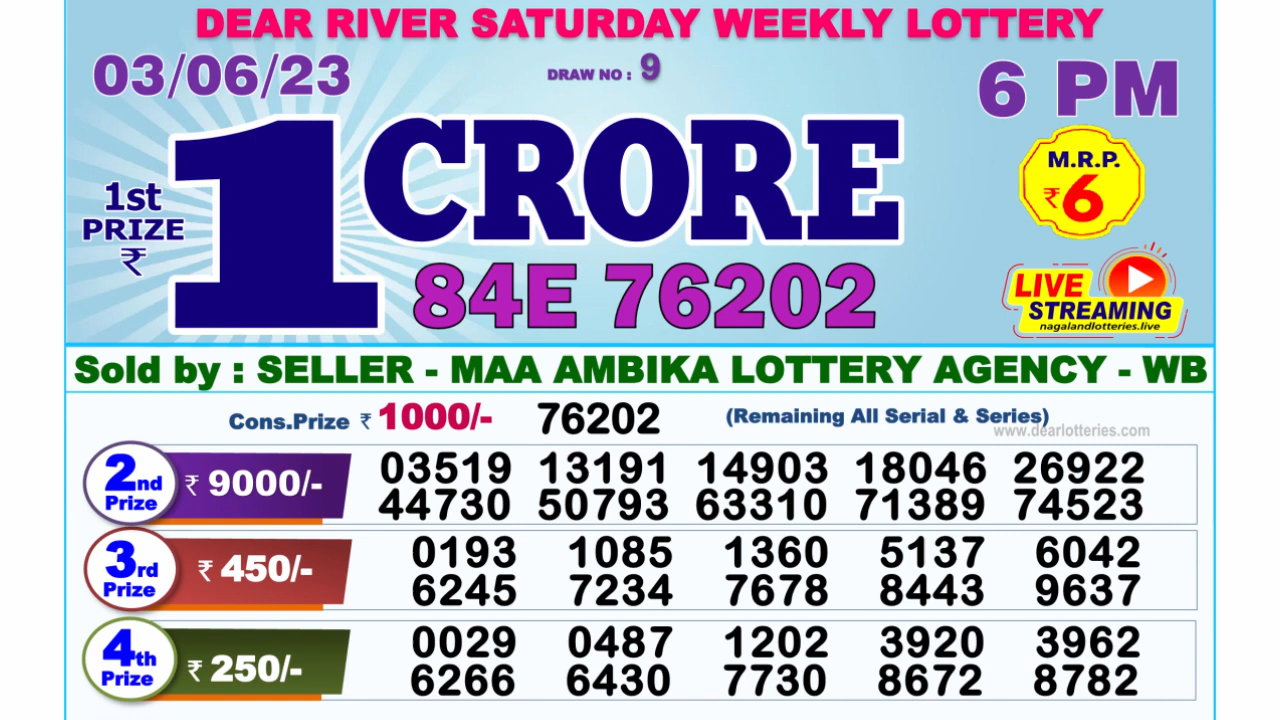 DEAR RIVER SATURDAY WEEKLY LOTTERY
03/06/23 DRAW NO : 9 6 PM
1st PRIZE ₹ 1 CRORE
M.R.P. ₹6
84E 76202
LIVE STREAMING
nagalandlotteries.live
Sold by : SELLER - MAA AMBIKA LOTTERY AGENCY - WB
Cons.Prize ₹ 1000/- 76202 (Remaining All Serial & Series)
www.dearlotteries.com
2nd Prize ₹ 9000/-
03519 13191 14903 18046 26922
44730 50793 63310 71389 74523
3rd Prize ₹ 450/-
0193 1085 1360 5137 6042
6245 7234 7678 8443 9637
4th Prize ₹ 250/-
0029 0487 1202 3920 3962
6266 6430 7730 8672 8782